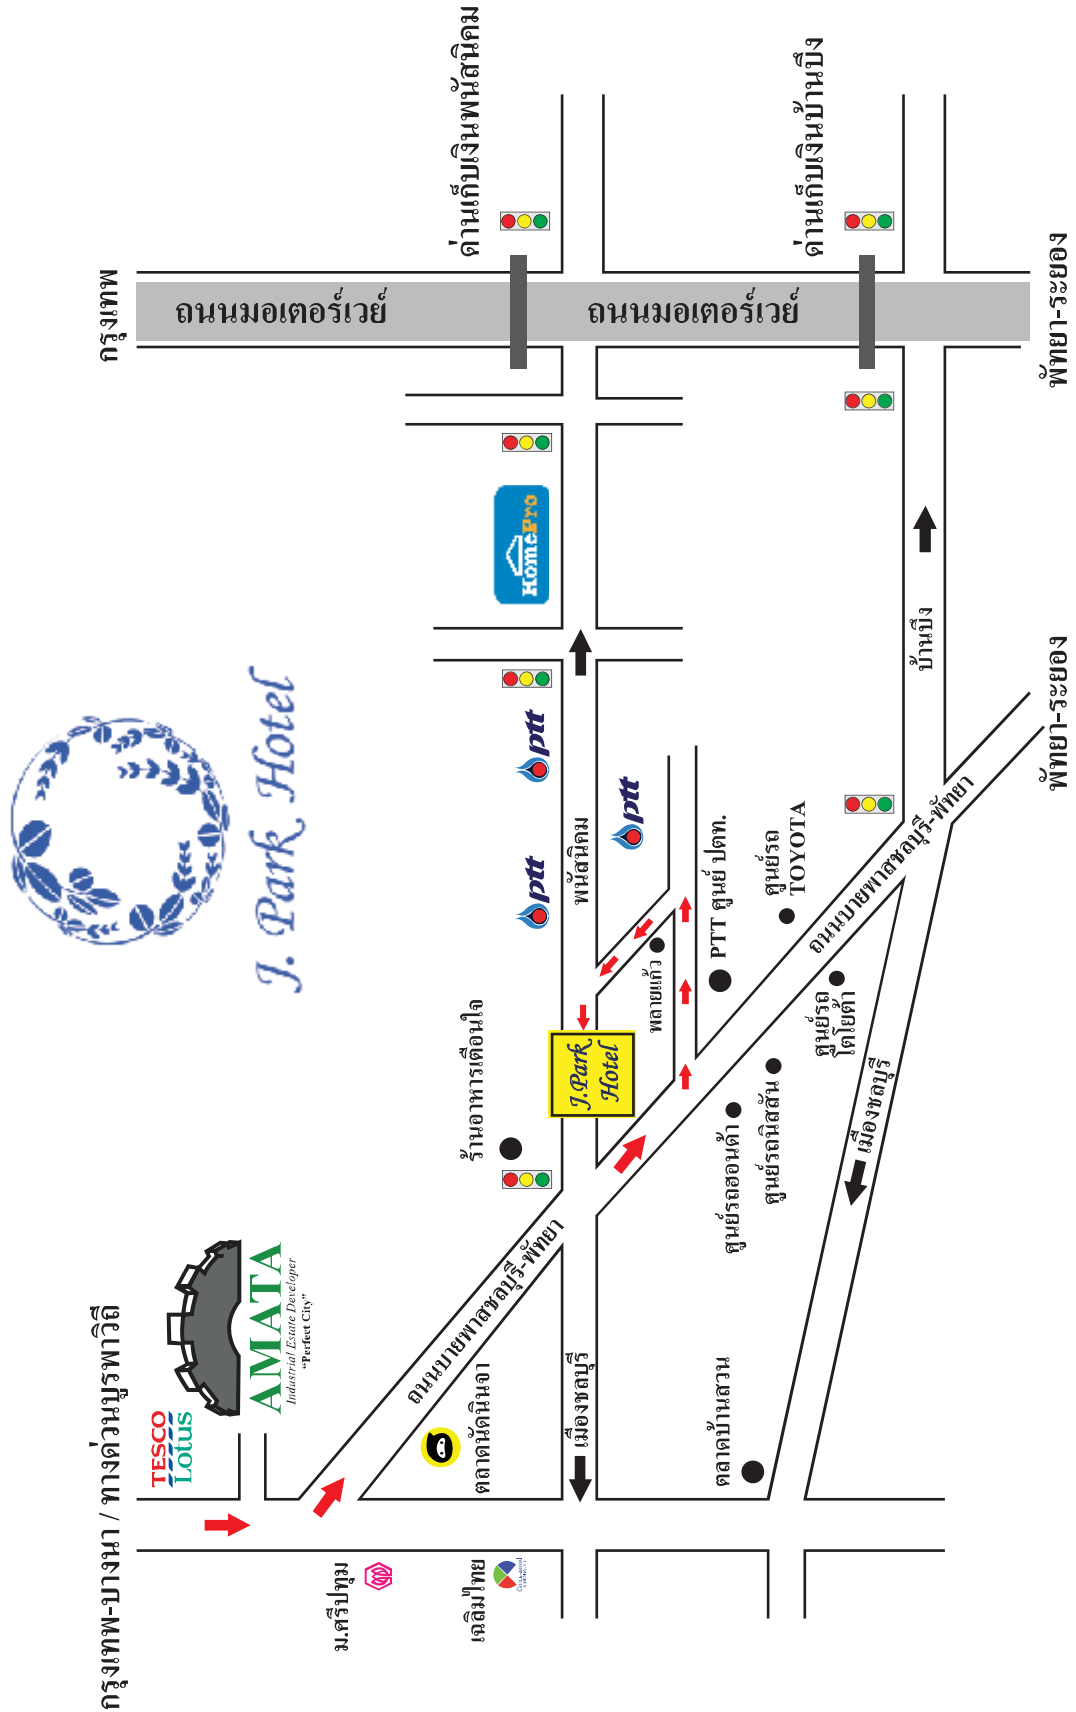 J. Park Hotel
กรุงเทพ
ถนนมอเตอร์เวย์
ถนนมอเตอร์เวย์
พัทยา-ระยอง
ด่านเก็บเงินพนัสนิคม
ด่านเก็บเงินบ้านบึง
HomePro
ptt
ptt
ptt
พนัสนิคม
บ้านบึง
พัทยา-ระยอง
ร้านอาหารเตือนใจ
J.Park
Hotel
พลายแก้ว
PTT ศูนย์ ปตท.
ศูนย์รถ
TOYOTA
ถนนบายพาสชลบุรี-พัทยา
ศูนย์รถ
โตโยต้า
ศูนย์รถฮอนด้า
ศูนย์รถนิสสัน
เมืองชลบุรี
กรุงเทพ-บางนา / ทางด่วนบูรพาวิถี
TESCO
Lotus
AMATA
Industrial Estate Developer
"Perfect City"
ถนนบายพาสชลบุรี-พัทยา
ตลาดนัดนินจา
เมืองชลบุรี
ตลาดบ้านสวน
ม.ศรีปทุม
เฉลิมไทย